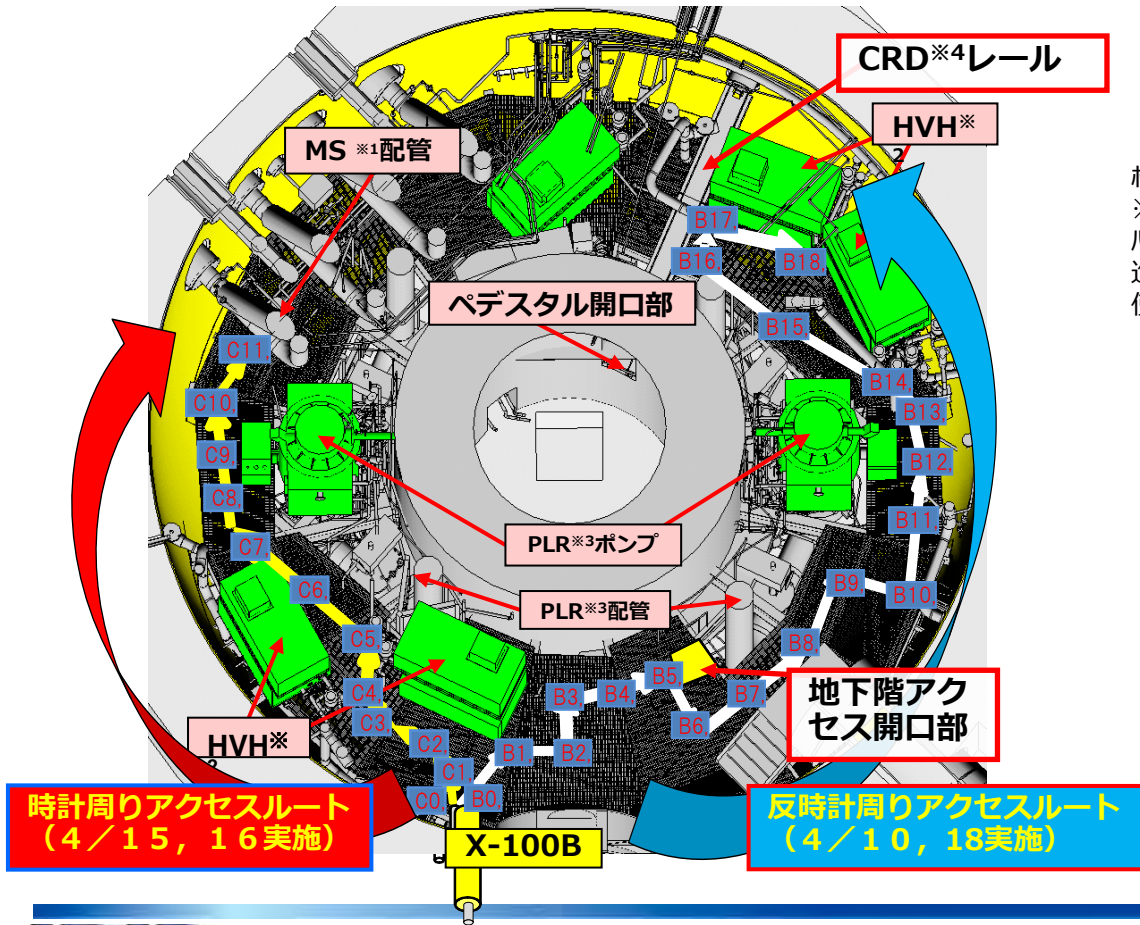 CRD※4レール
HVH※
2
MS ※1配管
B17,
B16,
B18,
ペデスタル開口部
B15,
C11,
B14,
C10,
B13,
C9,
B12,
C8,
B11,
C7,
PLR※3ポンプ
C6,
B9,
B10,
PLR※3配管
C5,
B8,
C4,
B5,
B4,
B3,
B7,
C3,
B6,
地下階アク
セス開口部
HVH※
2
C2,
B1,
B2,
C1,
C0,
B0,
時計周りアクセスルート
（４／１５，１６実施）
X-100B
反時計周りアクセスルート
（４／１０，18実施）